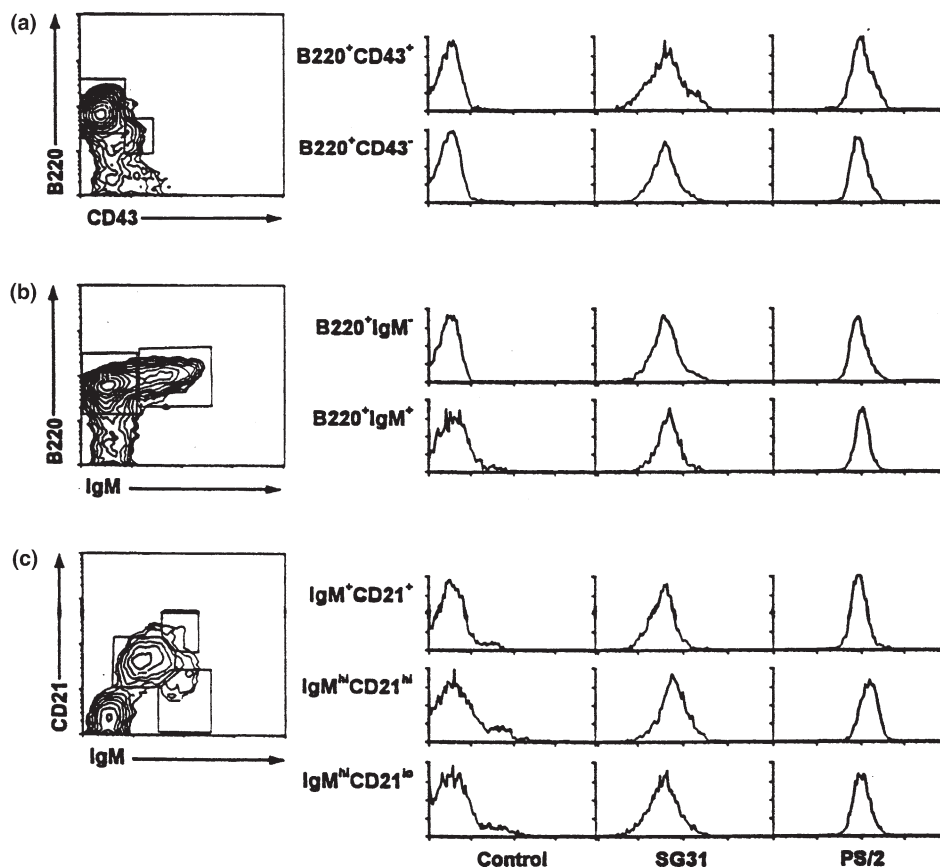 (a)
B220
CD43
B220⁺CD43⁺
B220⁺CD43⁻
(b)
B220
IgM
B220⁺IgM⁻
B220⁺IgM⁺
(c)
CD21
IgM
IgM⁺CD21⁺
IgMʰⁱCD21ʰⁱ
IgMʰⁱCD21ˡᵒ
Control
SG31
PS/2